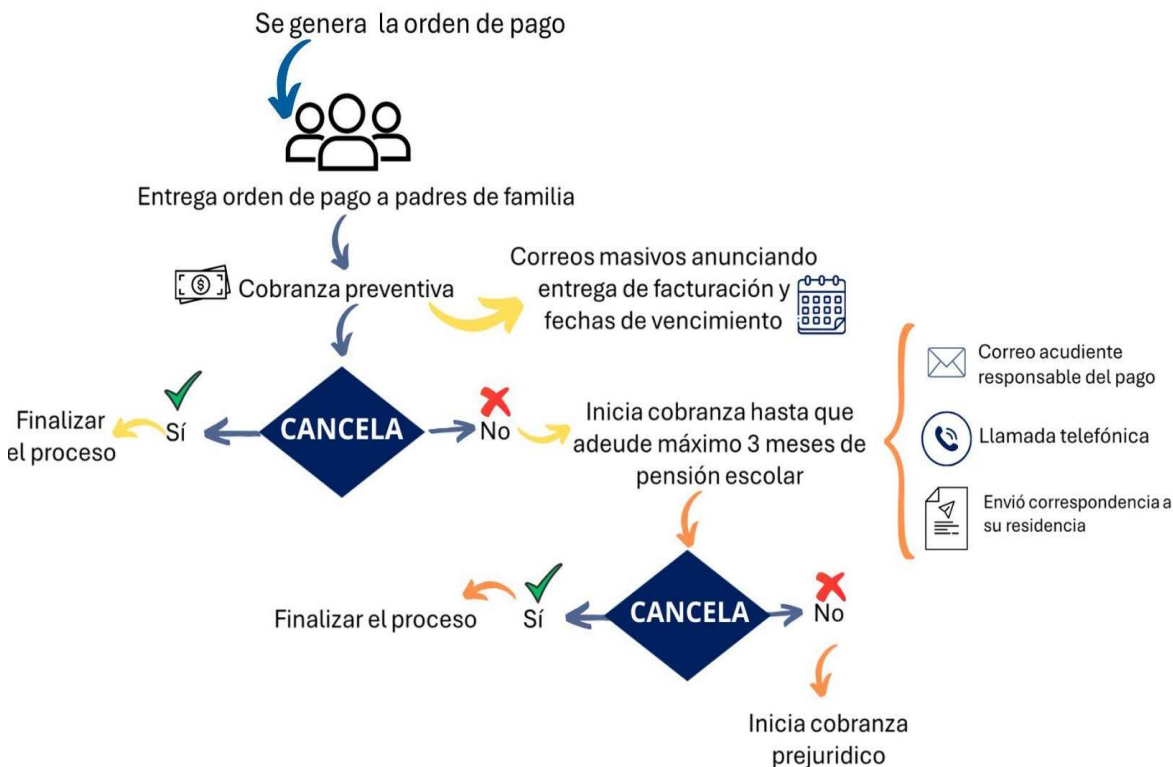 Se genera la orden de pago
Entrega orden de pago a padres de familia
Cobranza preventiva
Correos masivos anunciando
entrega de facturación y
fechas de vencimiento
CANCELA
Sí
Finalizar
el proceso
No
Inicia cobranza hasta que
adeude máximo 3 meses de
pensión escolar
Correo acudiente
responsable del pago
Llamada telefónica
Envió correspondencia a
su residencia
CANCELA
Sí
Finalizar el proceso
No
Inicia cobranza
prejuridico